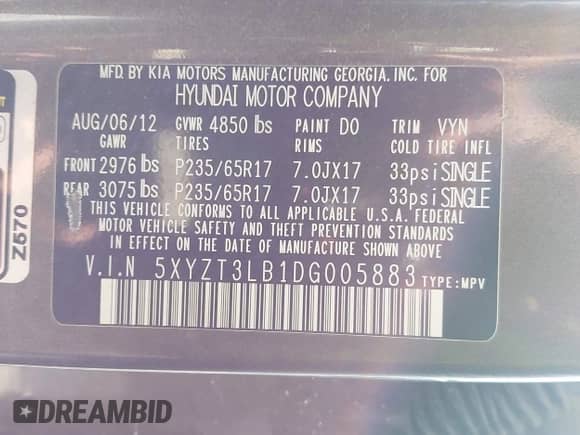 MFD. BY KIA MOTORS MANUFACTURING GEORGIA, INC. FOR
HYUNDAI MOTOR COMPANY
AUG/06/12 GVWR 4850 lbs PAINT D0 TRIM VYN
GAWR TIRES RIMS COLD TIRE INFL
FRONT 2976 lbs P235/65R17 7.0JX17 33psi SINGLE
REAR 3075 lbs P235/65R17 7.0JX17 33psi SINGLE
THIS VEHICLE CONFORMS TO ALL APPLICABLE U.S.A. FEDERAL
MOTOR VEHICLE SAFETY AND THEFT PREVENTION STANDARDS
IN EFFECT ON THE DATE OF MANUFACTURE SHOWN ABOVE.
V.I.N 5XYZT3LB1DG005883 TYPE:MPV
Z570
DREAMBID